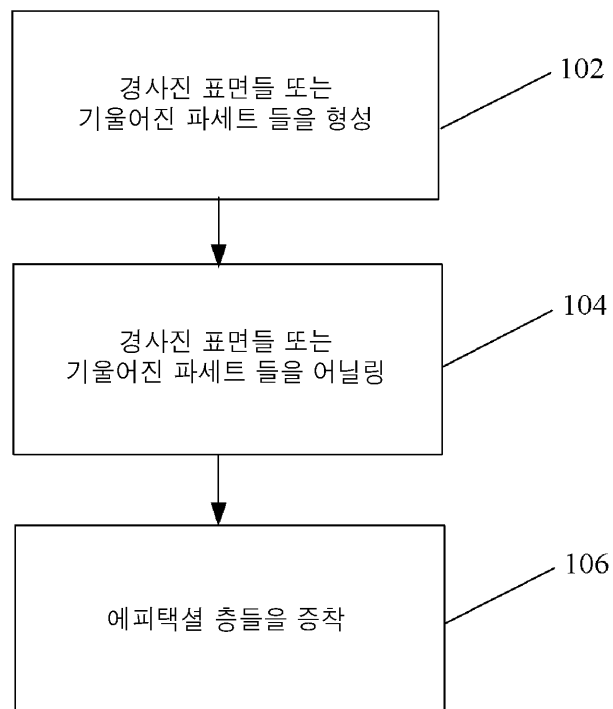 경사진 표면들 또는
기울어진 파세트 들을 형성
102
경사진 표면들 또는
기울어진 파세트 들을 어닐링
104
에피택셜 층들을 증착
106